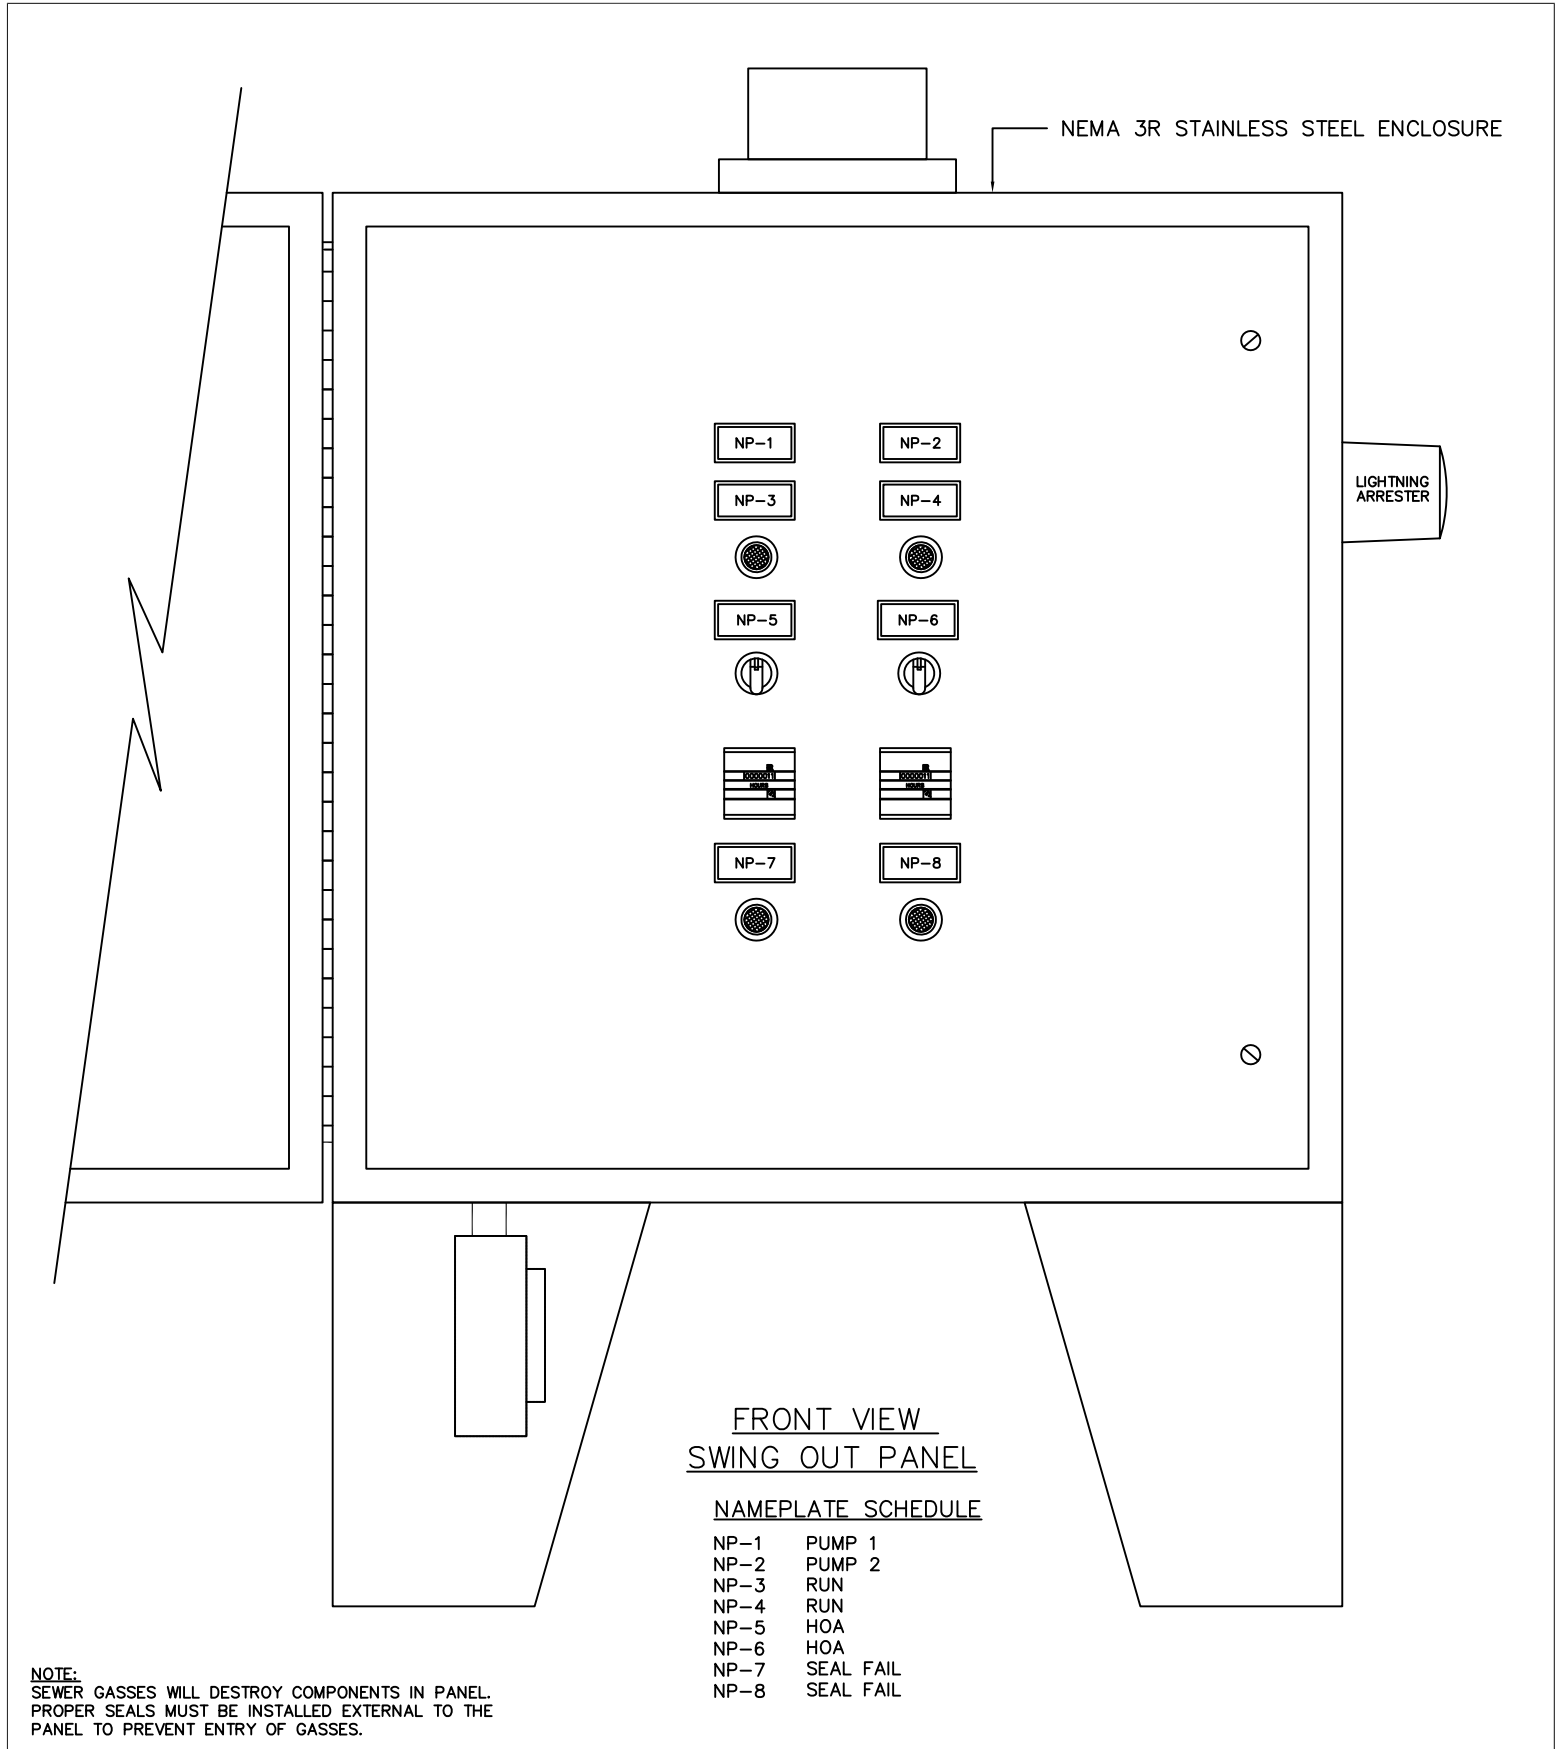 NEMA 3R STAINLESS STEEL ENCLOSURE
NP-1 NP-2
NP-3 NP-4
LIGHTNING
ARRESTER
NP-5 NP-6
0000011 0000011
HOURS HOURS
NP-7 NP-8
FRONT VIEW
SWING OUT PANEL
NAMEPLATE SCHEDULE
NP-1 PUMP 1
NP-2 PUMP 2
NP-3 RUN
NP-4 RUN
NP-5 HOA
NP-6 HOA
NP-7 SEAL FAIL
NP-8 SEAL FAIL
NOTE:
SEWER GASSES WILL DESTROY COMPONENTS IN PANEL.
PROPER SEALS MUST BE INSTALLED EXTERNAL TO THE
PANEL TO PREVENT ENTRY OF GASSES.